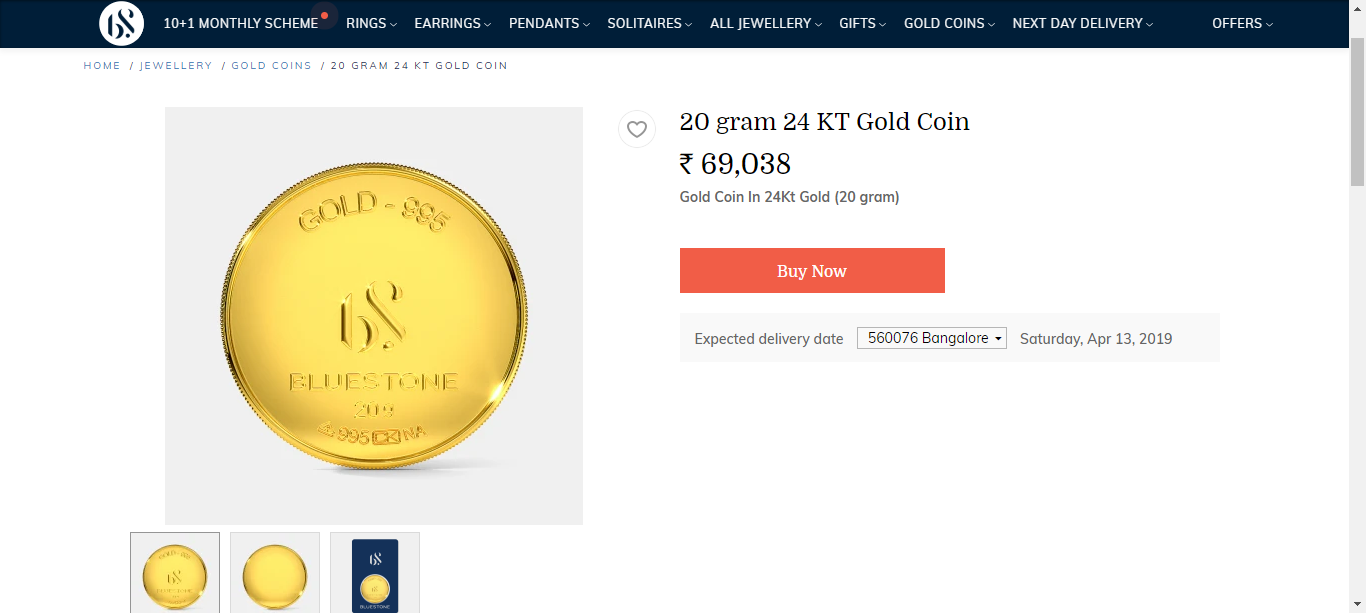 10+1 MONTHLY SCHEME RINGS EARRINGS PENDANTS SOLITAIRES ALL JEWELLERY GIFTS GOLD COINS NEXT DAY DELIVERY OFFERS
HOME / JEWELLERY / GOLD COINS / 20 GRAM 24 KT GOLD COIN
20 gram 24 KT Gold Coin
₹ 69,038
Gold Coin In 24Kt Gold (20 gram)
Buy Now
Expected delivery date 560076 Bangalore Saturday, Apr 13, 2019
GOLD - 995
BLUESTONE
20g
995 CK NA
BLUESTONE